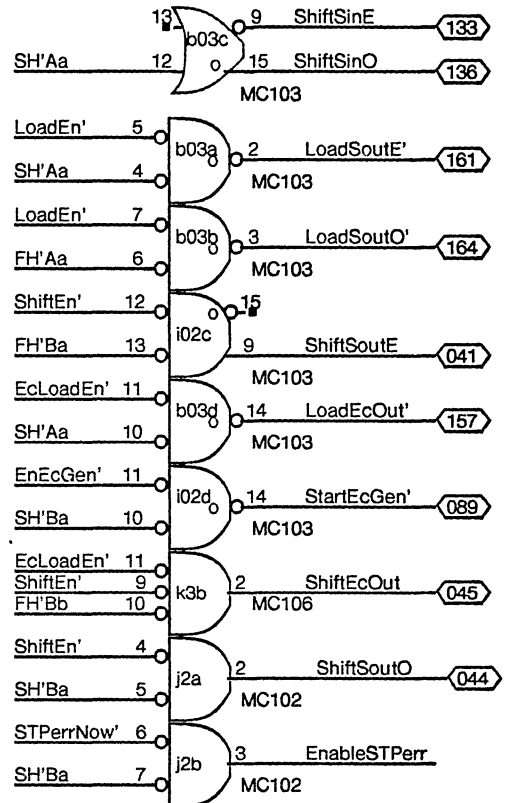 13 9 ShiftSinE 133
b03c
SH'Aa 12 15 ShiftSinO 136
MC103
LoadEn' 5
b03a 2 LoadSoutE' 161
SH'Aa 4 MC103
LoadEn' 7
b03b 3 LoadSoutO' 164
FH'Aa 6 MC103
ShiftEn' 12 15
i02c
FH'Ba 13 9 ShiftSoutE 041
MC103
EcLoadEn' 11
b03d 14 LoadEcOut' 157
SH'Aa 10 MC103
EnEcGen' 11
i02d 14 StartEcGen' 089
SH'Ba 10 MC103
EcLoadEn' 11
ShiftEn' 9 k3b 2 ShiftEcOut 045
FH'Bb 10 MC106
ShiftEn' 4
j2a 2 ShiftSoutO 044
SH'Ba 5 MC102
STPerrNow' 6
j2b 3 EnableSTPerr
SH'Ba 7 MC102